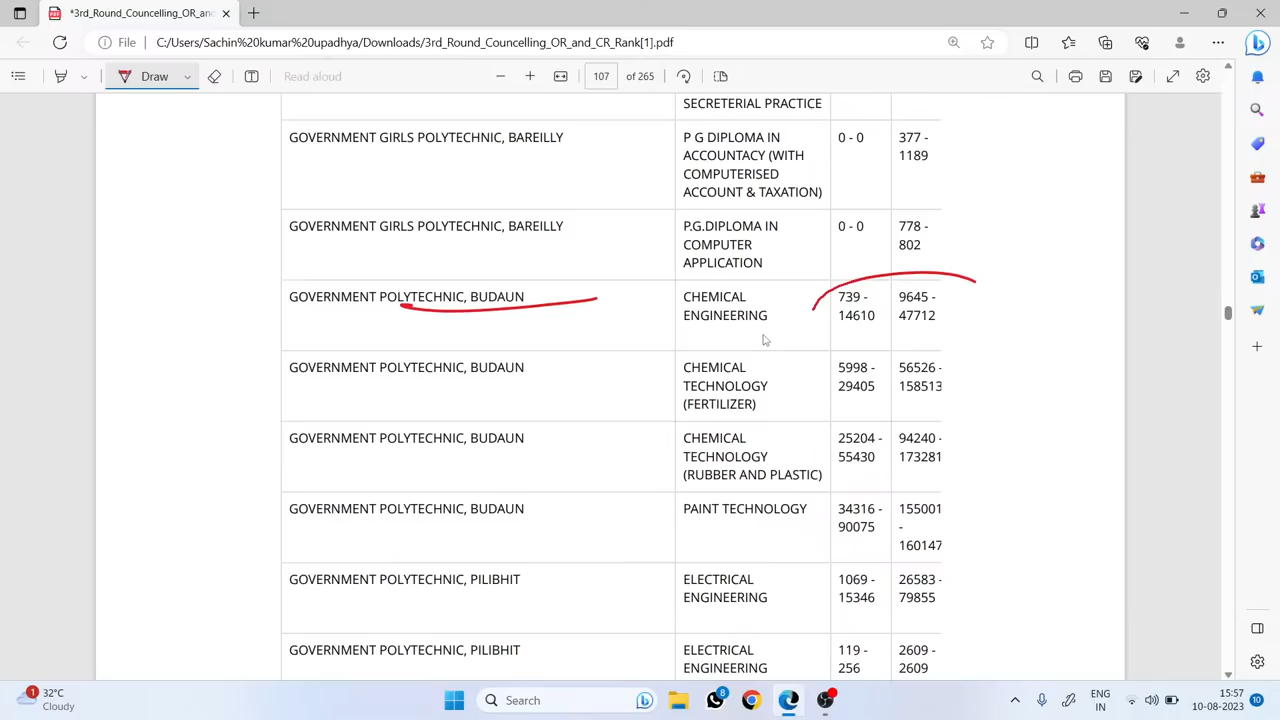 *3rd_Round_Councelling_OR_and
File
C:/Users/Sachin%20kumar%20upadhya/Downloads/3rd_Round_Councelling_OR_and_CR_Rank[1].pdf
Draw
Read aloud
107
of 265
SECRETERIAL PRACTICE
GOVERNMENT GIRLS POLYTECHNIC, BAREILLY
P G DIPLOMA IN
ACCOUNTACY (WITH
COMPUTERISED
ACCOUNT & TAXATION)
0 - 0
377 -
1189
GOVERNMENT GIRLS POLYTECHNIC, BAREILLY
P.G.DIPLOMA IN
COMPUTER
APPLICATION
0 - 0
778 -
802
GOVERNMENT POLYTECHNIC, BUDAUN
CHEMICAL
ENGINEERING
739 -
14610
9645 -
47712
GOVERNMENT POLYTECHNIC, BUDAUN
CHEMICAL
TECHNOLOGY
(FERTILIZER)
5998 -
29405
56526 -
158513
GOVERNMENT POLYTECHNIC, BUDAUN
CHEMICAL
TECHNOLOGY
(RUBBER AND PLASTIC)
25204 -
55430
94240 -
173281
GOVERNMENT POLYTECHNIC, BUDAUN
PAINT TECHNOLOGY
34316 -
90075
155001
-
160147
GOVERNMENT POLYTECHNIC, PILIBHIT
ELECTRICAL
ENGINEERING
1069 -
15346
26583 -
79855
GOVERNMENT POLYTECHNIC, PILIBHIT
ELECTRICAL
ENGINEERING
119 -
256
2609 -
2609
1
32°C
Cloudy
Search
8
ENG
IN
15:57
10-08-2023
10